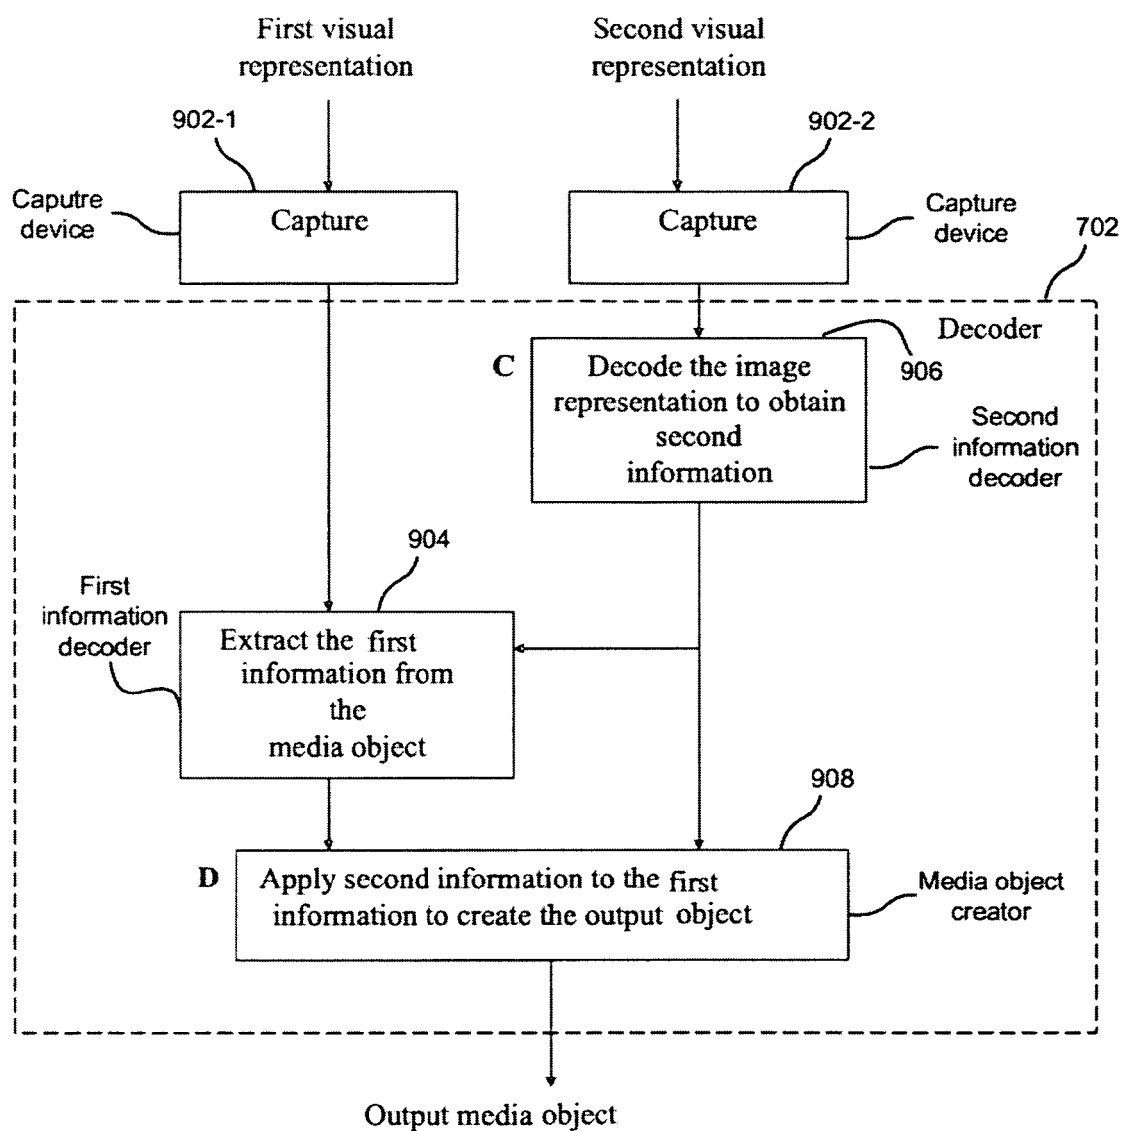 First visual
representation
Second visual
representation
902-1
902-2
Caputre
device
Capture
Capture
Capture
device
702
Decoder
906
C
Decode the image
representation to obtain
second
information
Second
information
decoder
904
First
information
decoder
Extract the first
information from
the
media object
908
D
Apply second information to the first
information to create the output object
Media object
creator
Output media object